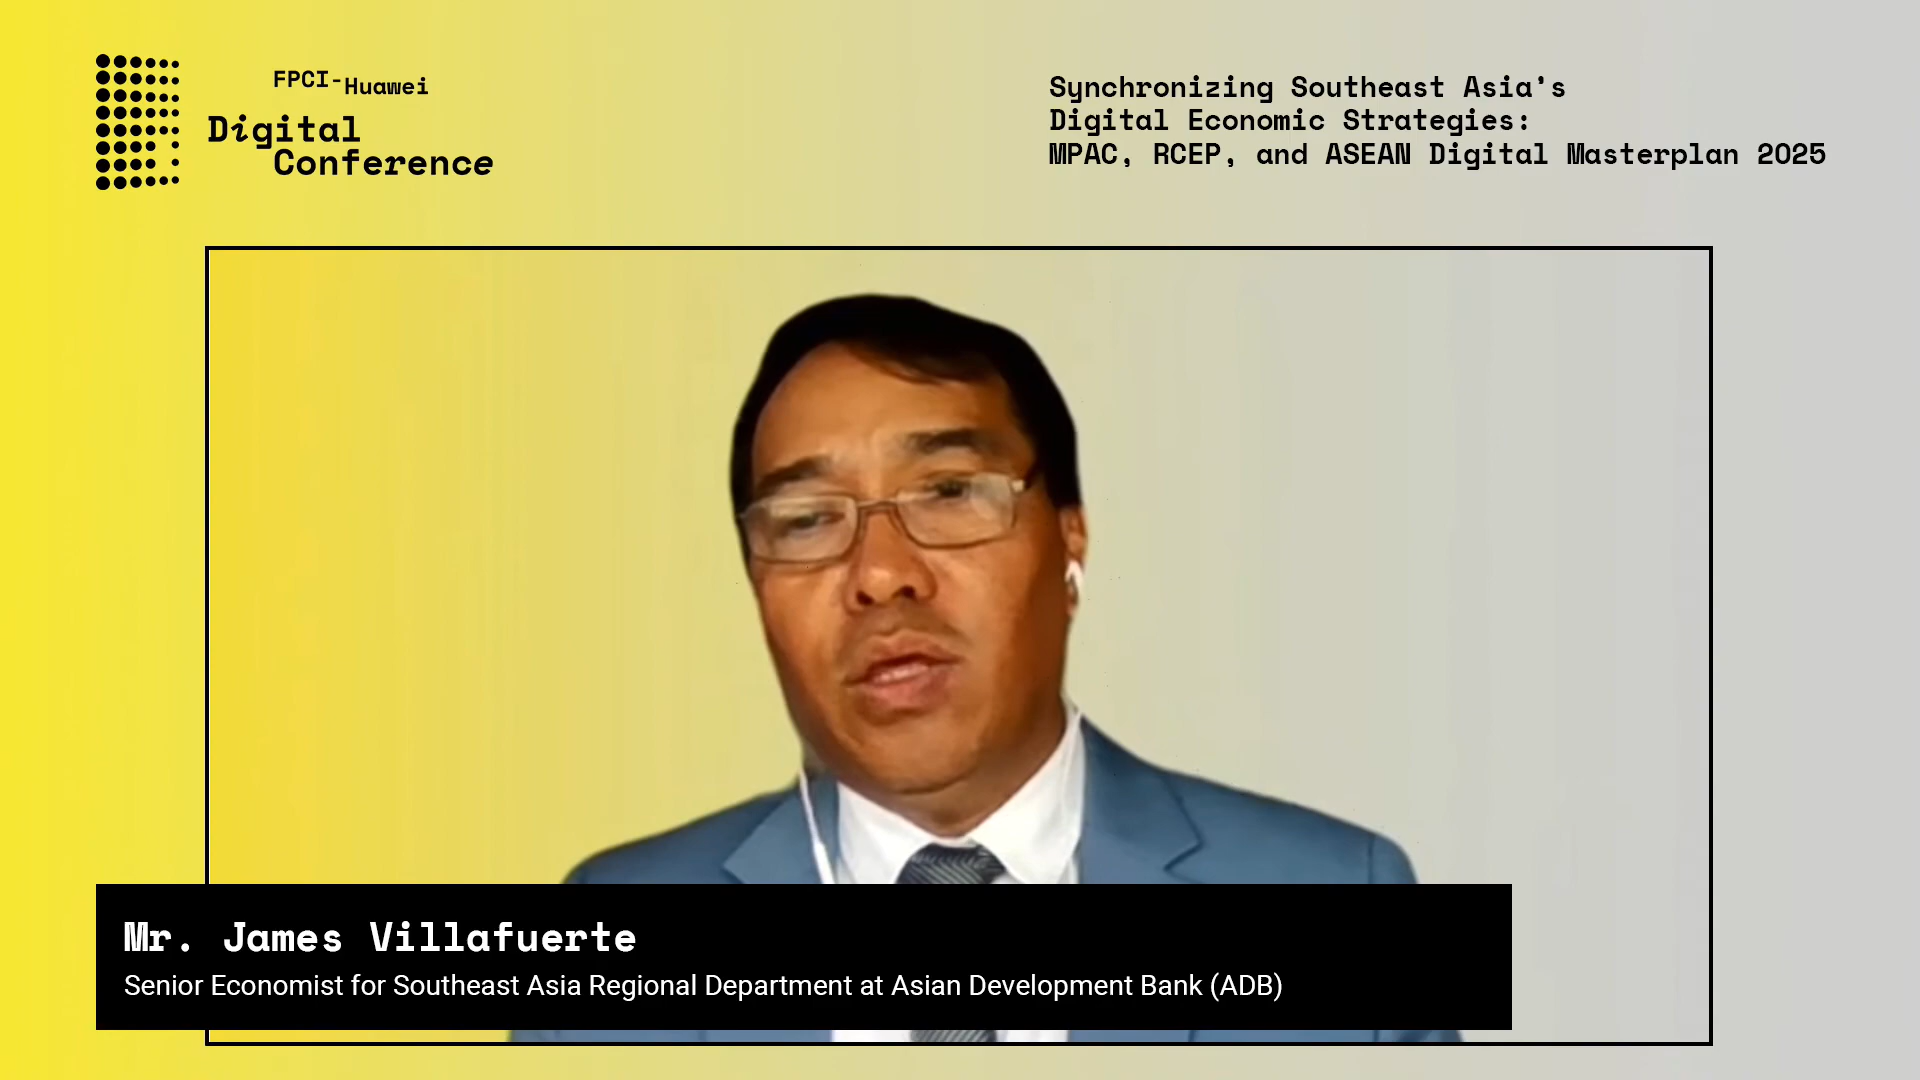 FPCI-Huawei
Digital
Conference
Synchronizing Southeast Asia's
Digital Economic Strategies:
MPAC, RCEP, and ASEAN Digital Masterplan 2025
Mr. James Villafuerte
Senior Economist for Southeast Asia Regional Department at Asian Development Bank (ADB)